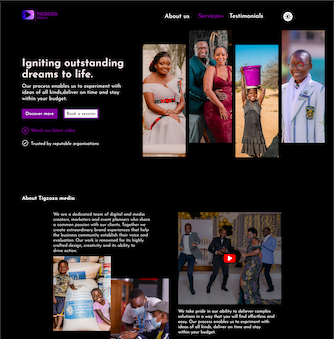 TIGZOZO
About us
Services
Testimonials
Igniting outstanding
dreams to life.
Our process enables us to experiment with
ideas of all kinds,deliver on time and stay
within your budget.
Discover more
Book a session
Watch our latest video
Trusted by reputable organisations
About Tigzozo media
We are a dedicated team of digital and media
creators, marketers and event planners who share
a common passion with our clients. Together we
create extraordinary brand experiences that help
the business community establish their voice and
evaluation. Our work is renowned for its highly
crafted design, creativity and its ability to
drive action.
We take pride in our ability to deliever complex
solutions in a way that you will find effortless and
easy. Our process enables us to experiment with
ideas of all kinds, deliver on time and stay
within your budget.